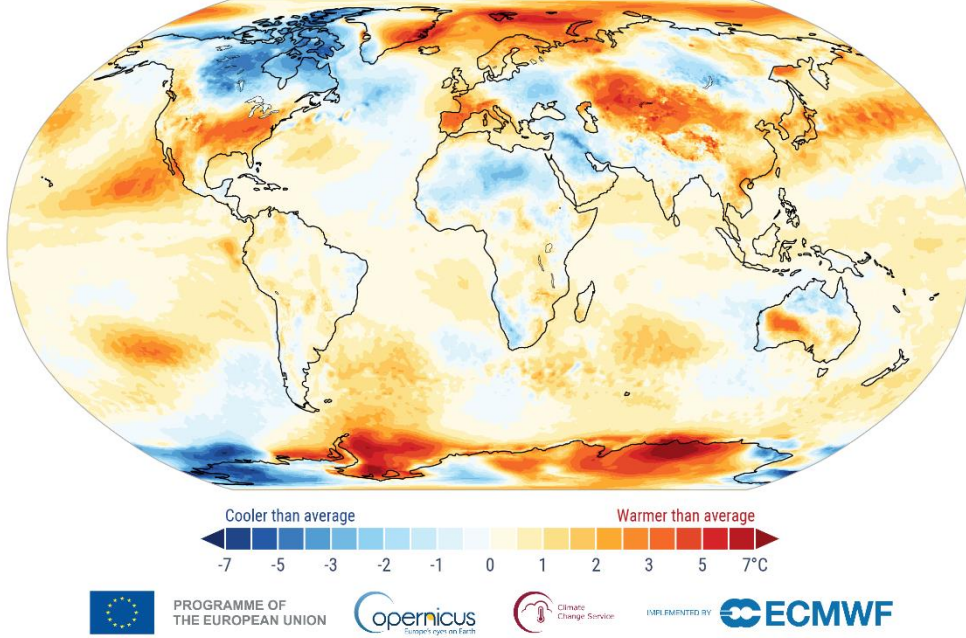 Cooler than average
Warmer than average
-7 -5 -3 -2 -1 0 1 2 3 5 7°C
PROGRAMME OF
THE EUROPEAN UNION
opernicus
Europe's eyes on Earth
Climate
Change Service
IMPLEMENTED BY
ECMWF